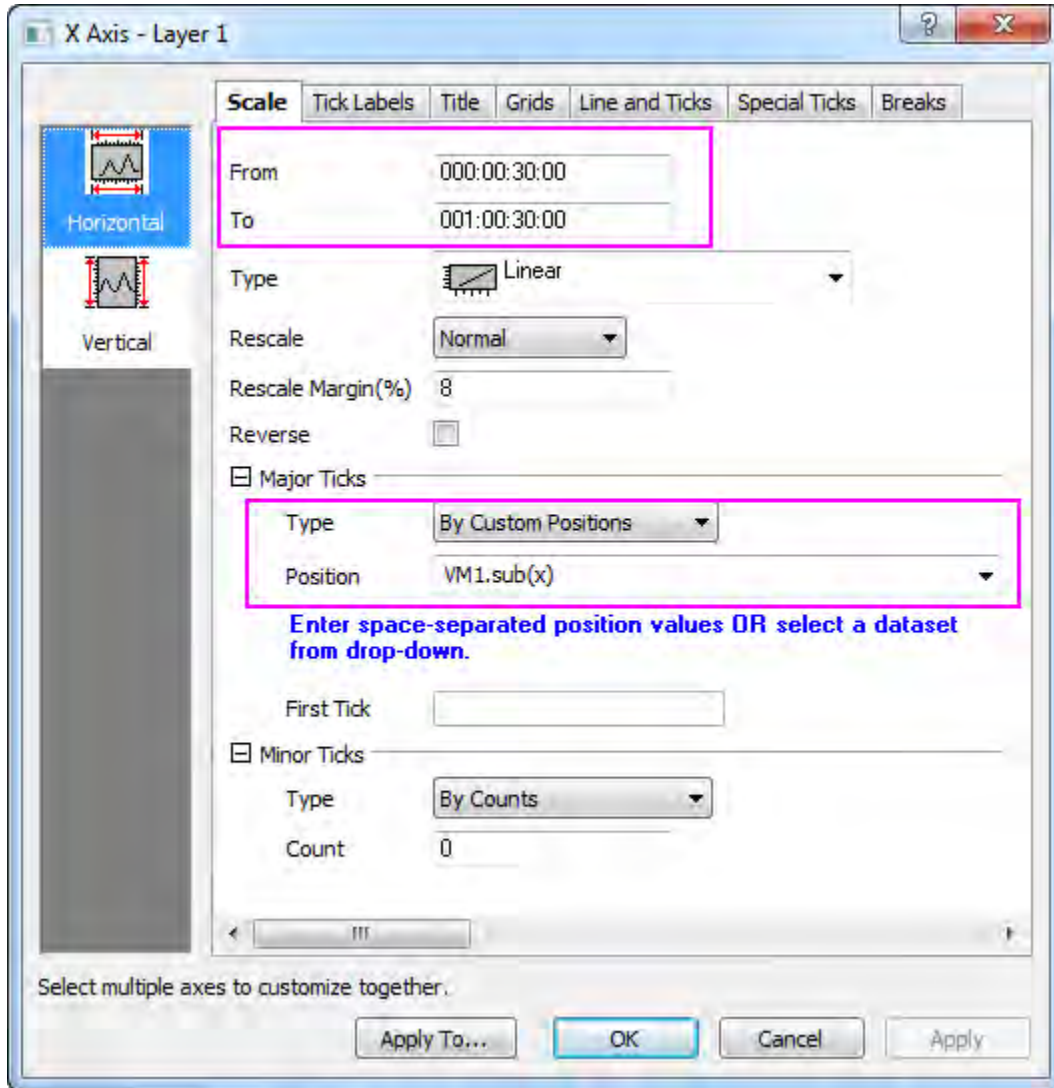 X Axis - Layer 1
Scale Tick Labels Title Grids Line and Ticks Special Ticks Breaks
Horizontal
Vertical
From 000:00:30:00
To 001:00:30:00
Type Linear
Rescale Normal
Rescale Margin(%) 8
Reverse
Major Ticks
Type By Custom Positions
Position VM1.sub(x)
Enter space-separated position values OR select a dataset
from drop-down.
First Tick
Minor Ticks
Type By Counts
Count 0
Select multiple axes to customize together.
Apply To... OK Cancel Apply